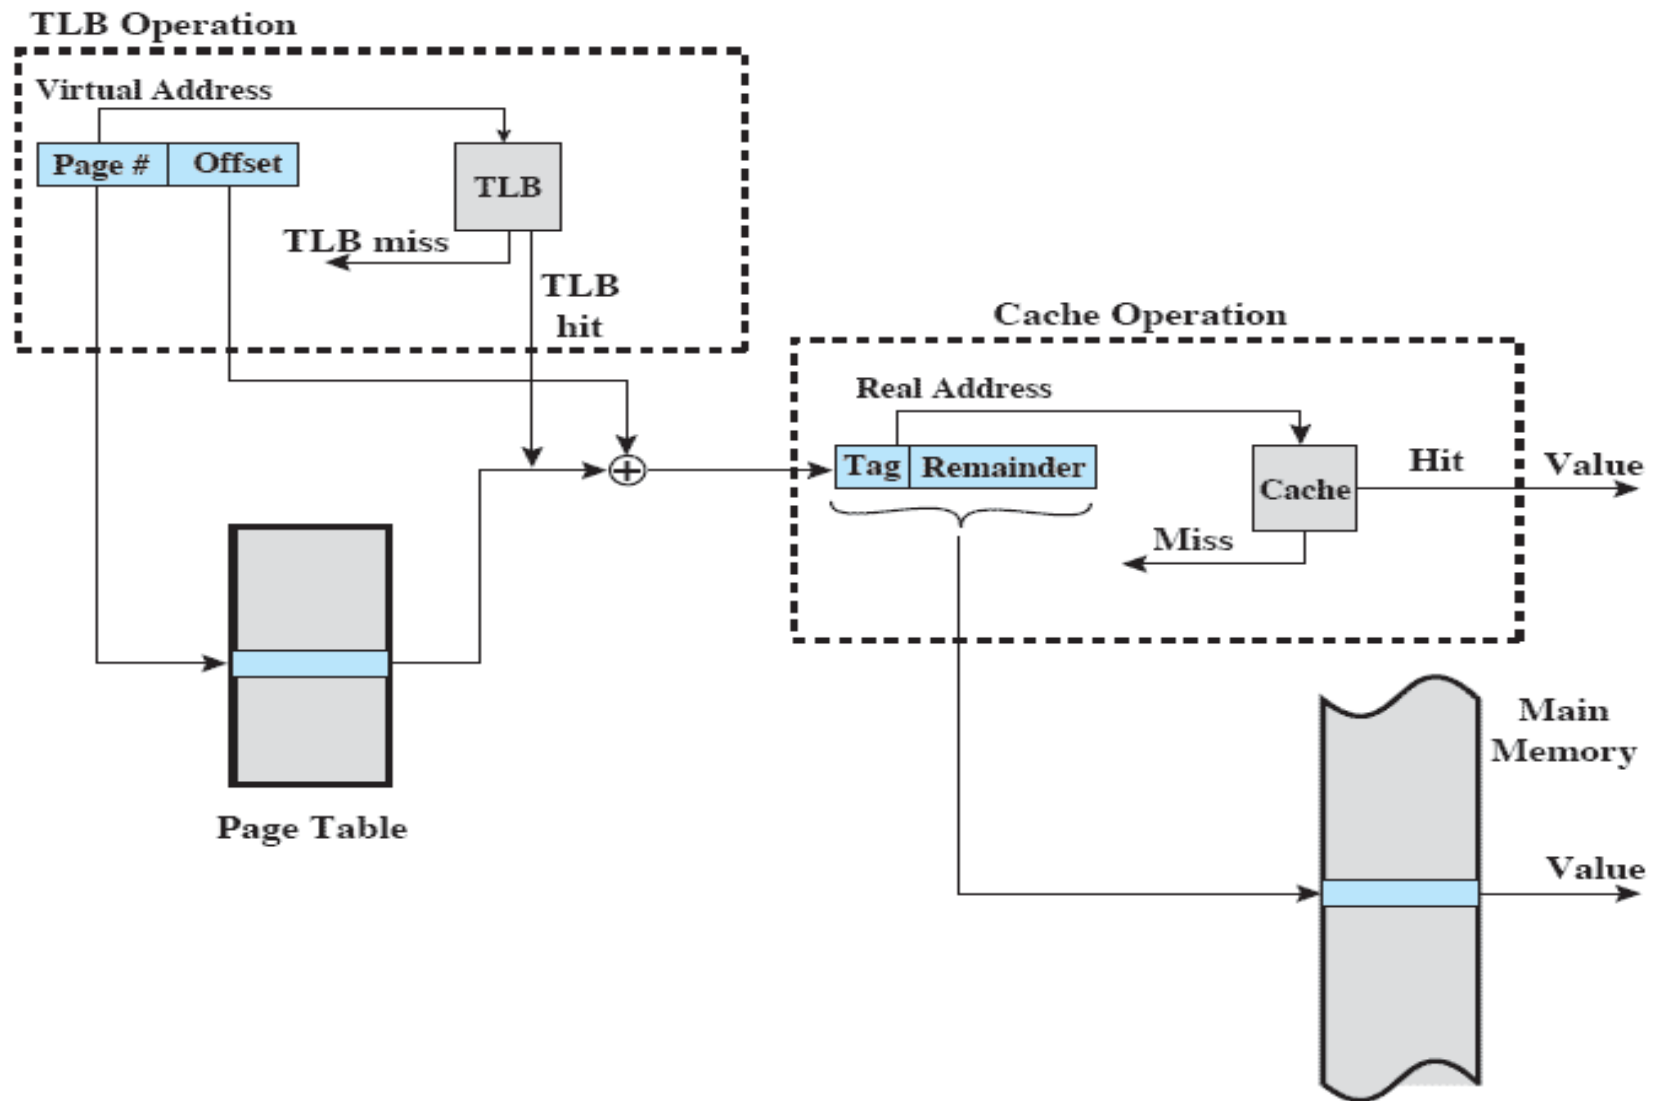 TLB Operation
Virtual Address
Page # Offset
TLB
TLB miss
TLB
hit
Cache Operation
Real Address
Tag Remainder
Cache
Hit
Value
Miss
Page Table
Main
Memory
Value